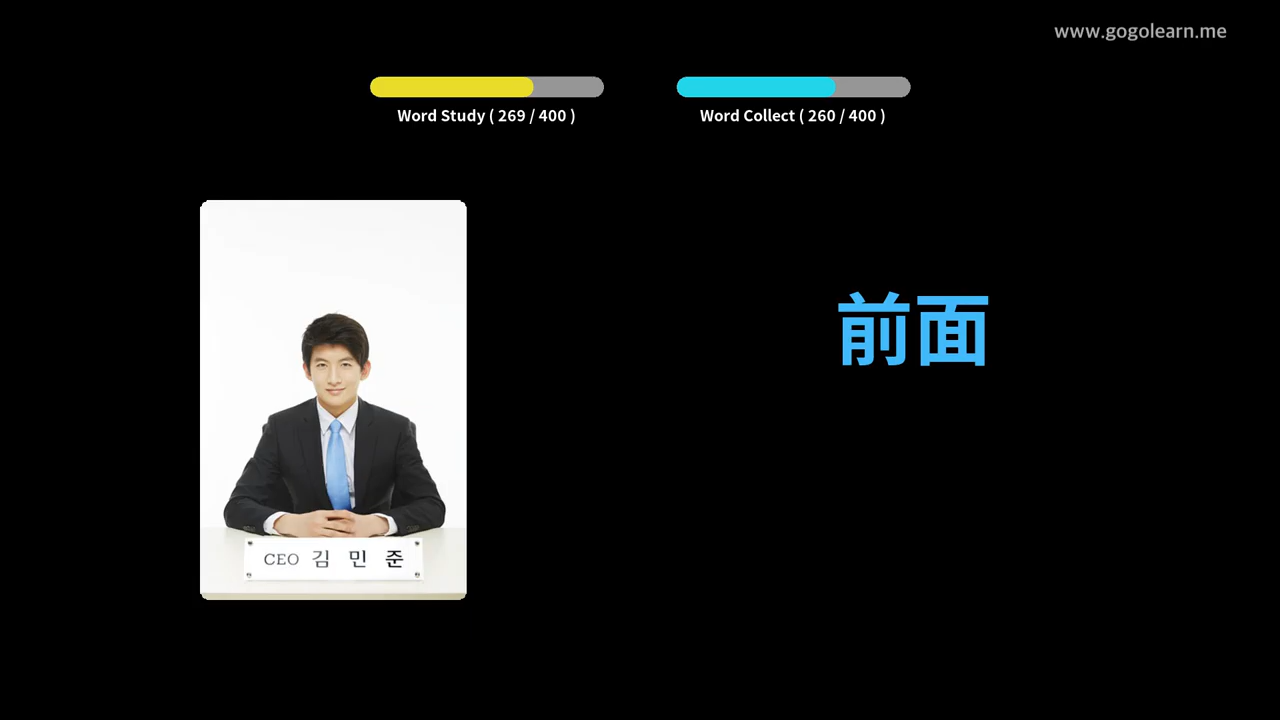 www.gogolearn.me
Word Study ( 269 / 400 )
Word Collect ( 260 / 400 )
前面
CEO 김 민 준